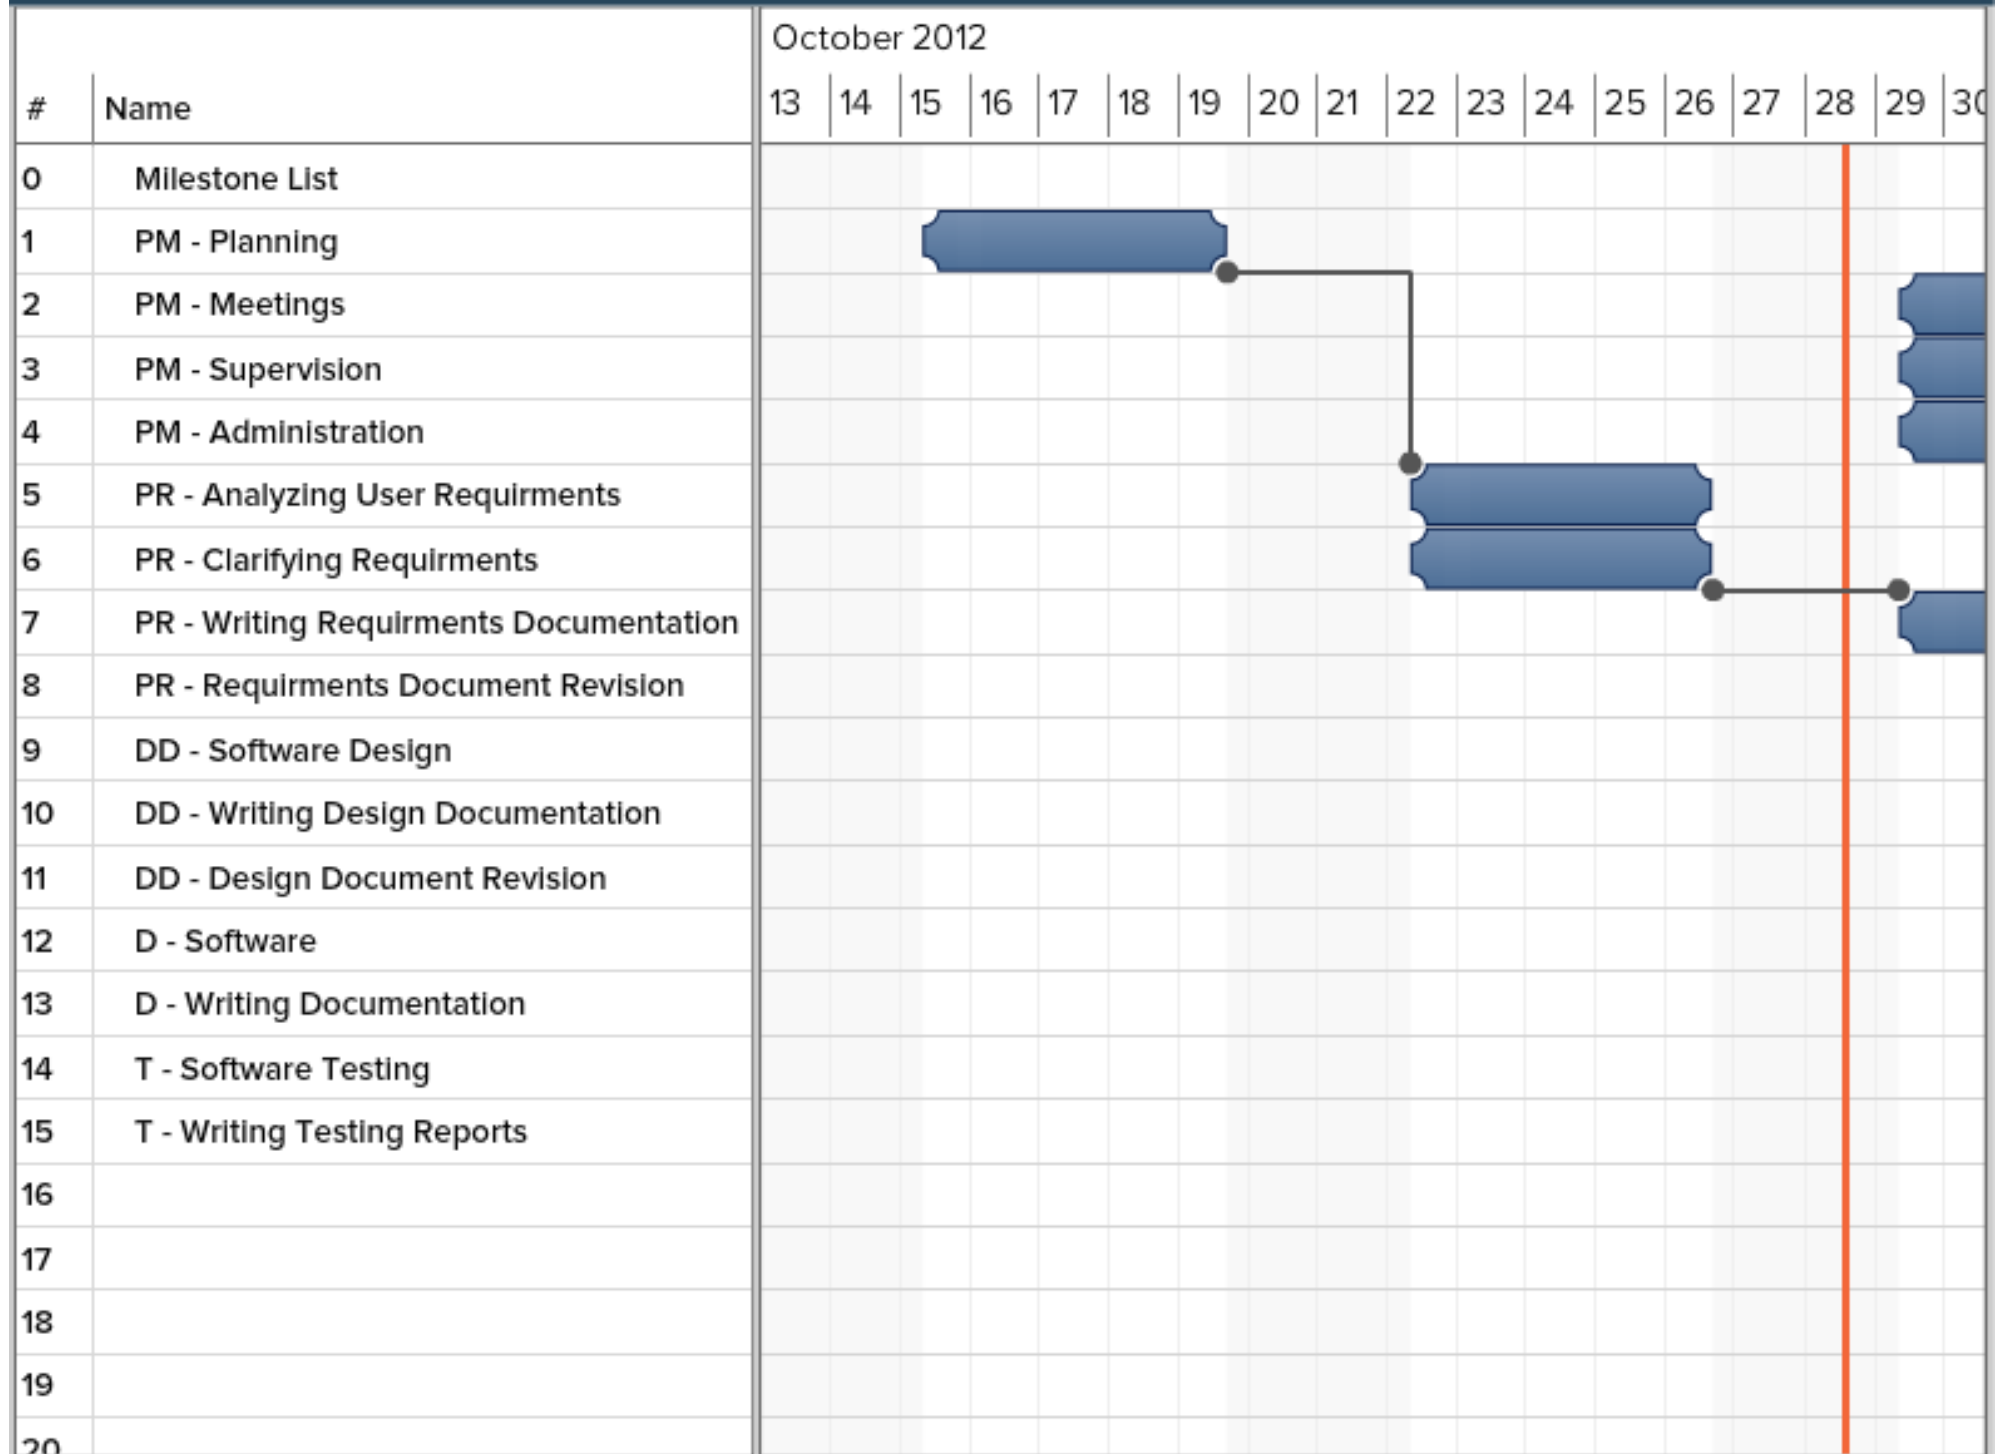 October 2012
# Name 13 14 15 16 17 18 19 20 21 22 23 24 25 26 27 28 29 30
0 Milestone List
1 PM - Planning
2 PM - Meetings
3 PM - Supervision
4 PM - Administration
5 PR - Analyzing User Requirments
6 PR - Clarifying Requirments
7 PR - Writing Requirments Documentation
8 PR - Requirments Document Revision
9 DD - Software Design
10 DD - Writing Design Documentation
11 DD - Design Document Revision
12 D - Software
13 D - Writing Documentation
14 T - Software Testing
15 T - Writing Testing Reports
16
17
18
19
20